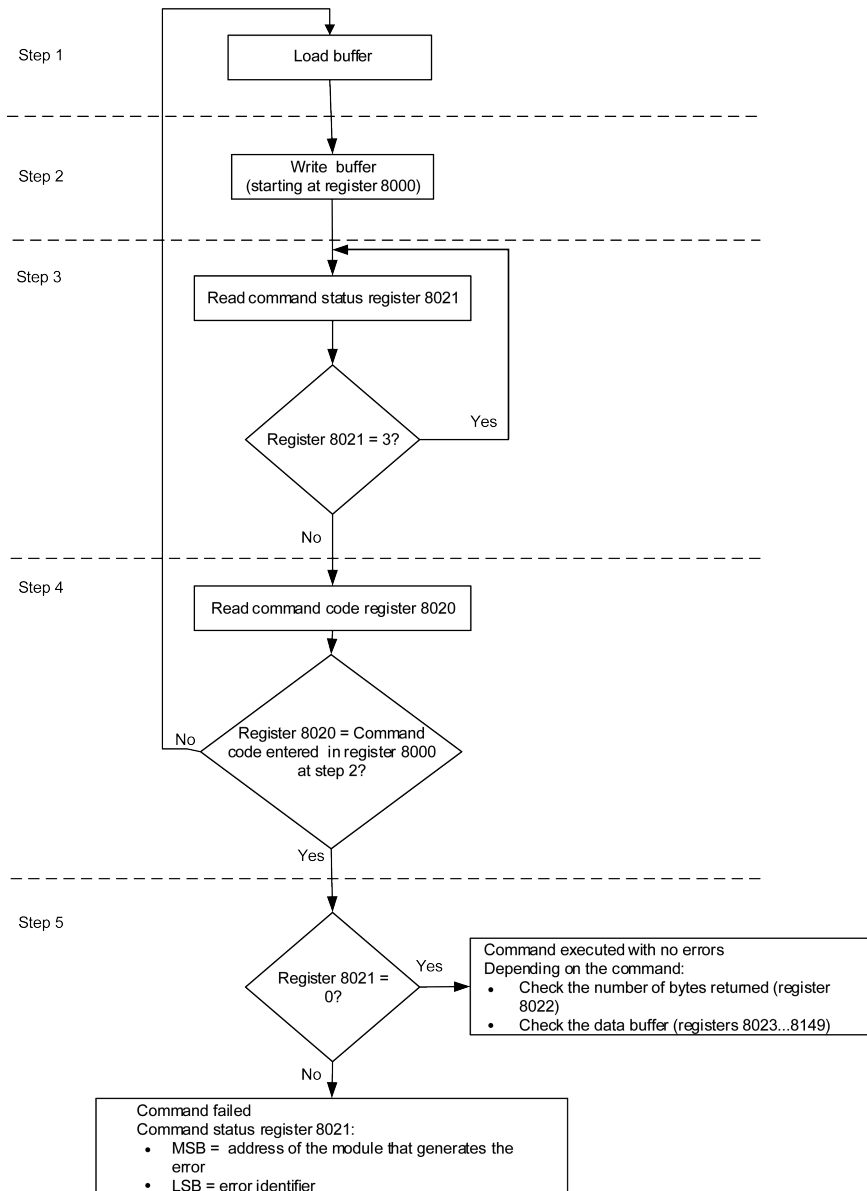 Step 1
Load buffer
Step 2
Write buffer
(starting at register 8000)
Step 3
Read command status register 8021
Register 8021 = 3?
Yes
No
Step 4
Read command code register 8020
Register 8020 = Command
code entered in register 8000
at step 2?
No
Yes
Step 5
Register 8021 =
0?
Yes
Command executed with no errors
Depending on the command:
• Check the number of bytes returned (register
8022)
• Check the data buffer (registers 8023...8149)
No
Command failed
Command status register 8021:
• MSB = address of the module that generates the
error
• LSB = error identifier